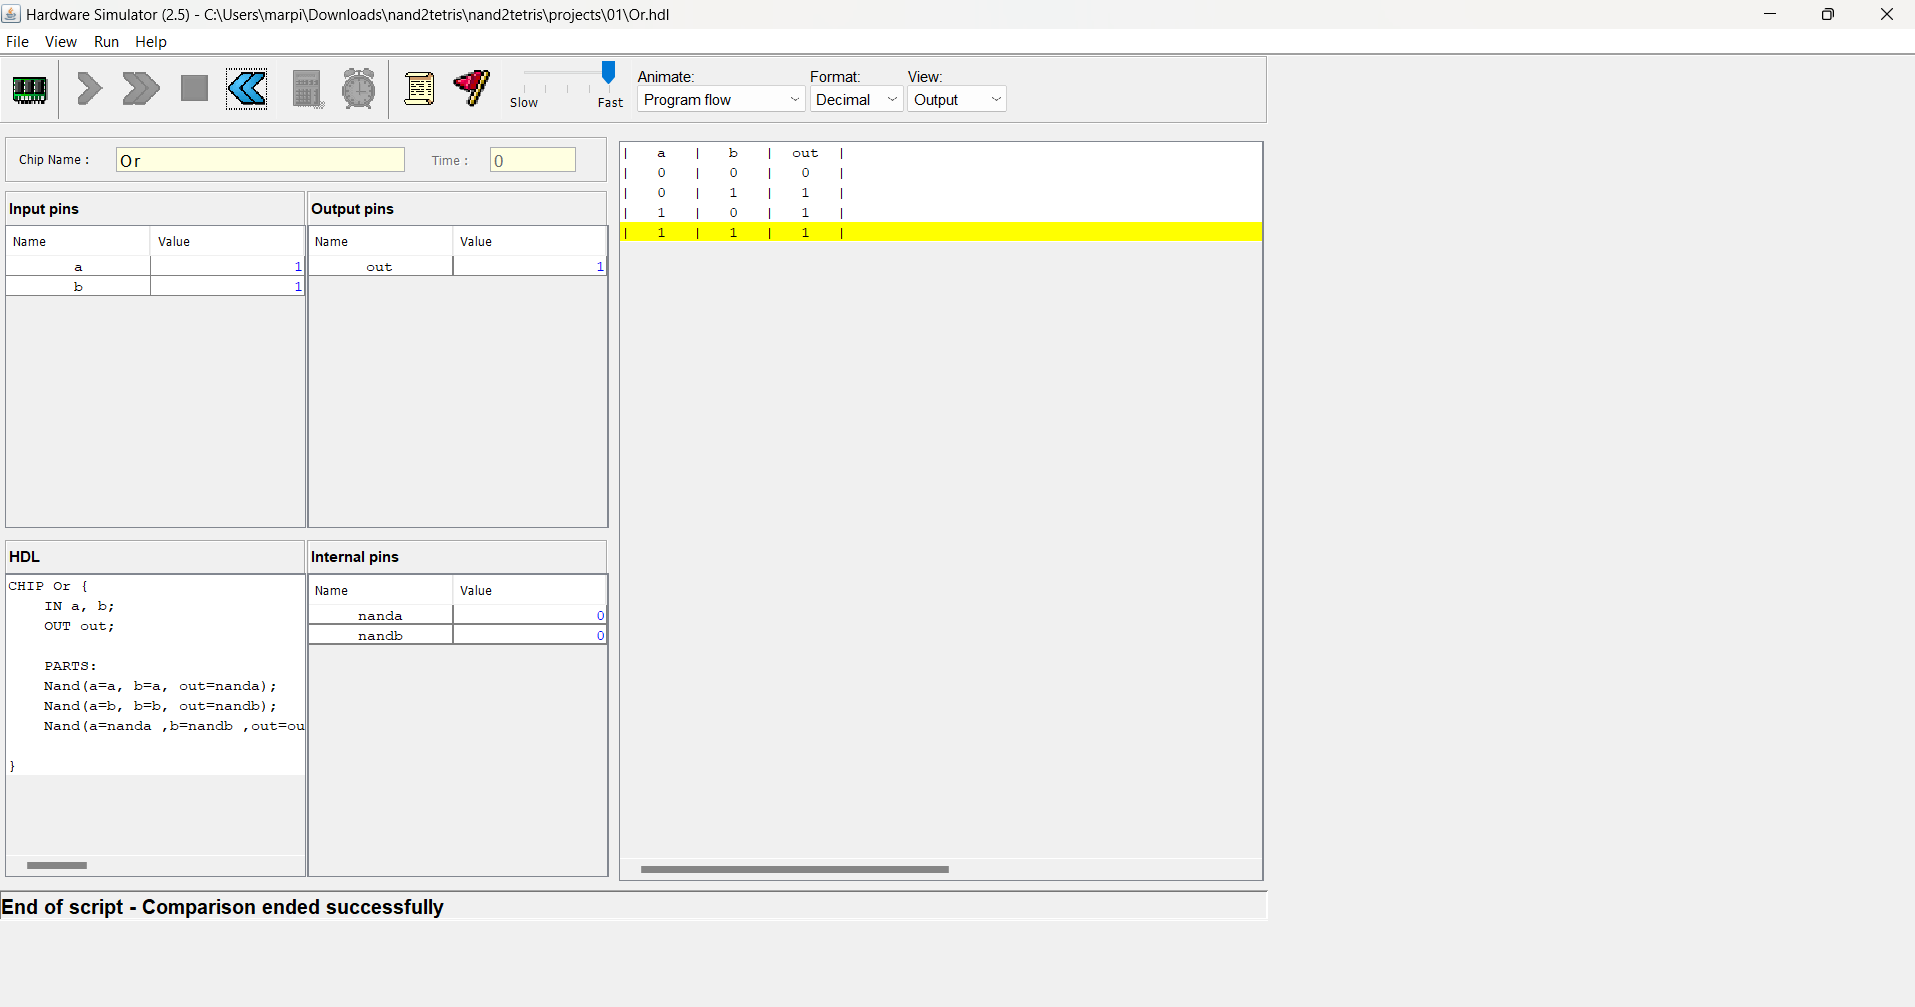 Hardware Simulator (2.5) - C:\Users\marpi\Downloads\nand2tetris\nand2tetris\projects\01\Or.hdl
File View Run Help
Slow Fast
Animate: Format: View:
Program flow Decimal Output
Chip Name : Or Time : 0
Input pins
Name Value
a 1
b 1
Output pins
Name Value
out 1
HDL
CHIP Or {
IN a, b;
OUT out;
PARTS:
Nand(a=a, b=a, out=nanda);
Nand(a=b, b=b, out=nandb);
Nand(a=nanda ,b=nandb ,out=ou
}
Internal pins
Name Value
nanda 0
nandb 0
| a | b | out |
| 0 | 0 | 0 |
| 0 | 1 | 1 |
| 1 | 0 | 1 |
| 1 | 1 | 1 |
End of script - Comparison ended successfully